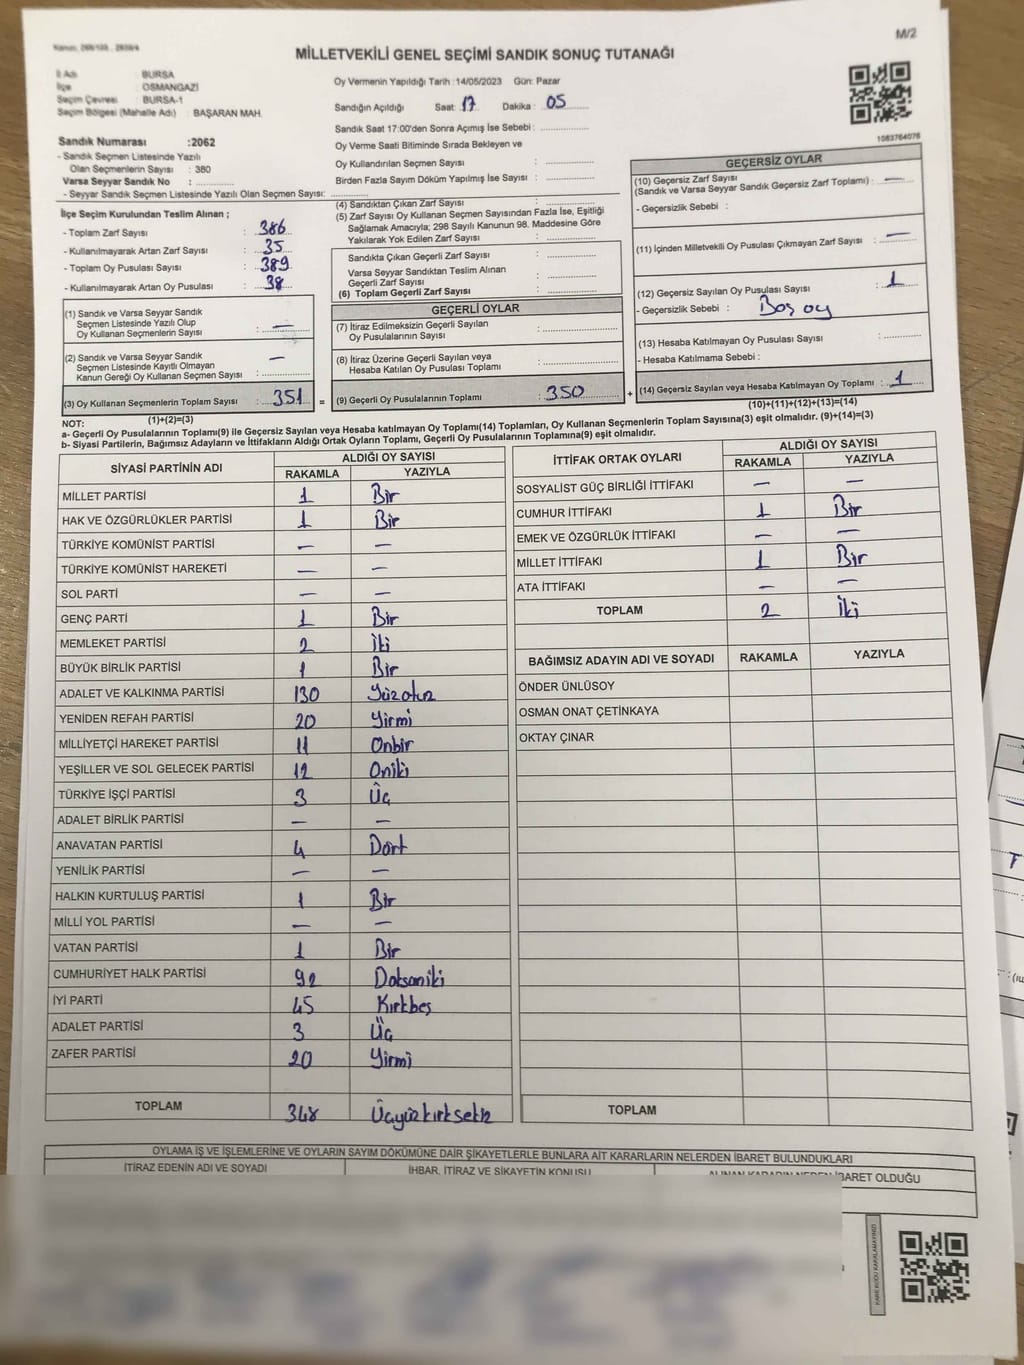 M/2
MİLLETVEKİLİ GENEL SEÇİMİ SANDIK SONUÇ TUTANAĞI
İl Adı : BURSA
İlçe : OSMANGAZİ
Seçim Çevresi : BURSA-1
Seçim Bölgesi (Mahalle Adı) : BAŞARAN MAH.
Oy Vermenin Yapıldığı Tarih : 14/05/2023 Gün: Pazar
Sandığın Açıldığı Saat : 17 Dakika : 05
Sandık Saat 17:00'den Sonra Açımış İse Sebebi :
Oy Verme Saati Bitiminde Sırada Bekleyen ve
Oy Kullandırılan Seçmen Sayısı :
Birden Fazla Sayım Döküm Yapılmış İse Sayısı :
1083764076
Sandık Numarası :2062
- Sandık Seçmen Listesinde Yazılı
Olan Seçmenlerin Sayısı : 380
Varsa Seyyar Sandık No :
- Seyyar Sandık Seçmen Listesinde Yazılı Olan Seçmen Sayısı:
İlçe Seçim Kurulundan Teslim Alınan ;
- Toplam Zarf Sayısı : 386
- Kullanılmayarak Artan Zarf Sayısı : 35
- Toplam Oy Pusulası Sayısı : 389
- Kullanılmayarak Artan Oy Pusulası : 38
(1) Sandık ve Varsa Seyyar Sandık
Seçmen Listesinde Yazılı Olup
Oy Kullanan Seçmenlerin Sayısı : —
(2) Sandık ve Varsa Seyyar Sandık
Seçmen Listesinde Kayıtlı Olmayan
Kanun Gereği Oy Kullanan Seçmen Sayısı : —
(3) Oy Kullanan Seçmenlerin Toplam Sayısı : 351 =
(1)+(2)=(3)
(4) Sandıktan Çıkan Zarf Sayısı :
(5) Zarf Sayısı Oy Kullanan Seçmen Sayısından Fazla İse, Eşitliği
Sağlamak Amacıyla; 298 Sayılı Kanunun 98. Maddesine Göre
Yakılarak Yok Edilen Zarf Sayısı :
Sandıkta Çıkan Geçerli Zarf Sayısı :
Varsa Seyyar Sandıktan Teslim Alınan
Geçerli Zarf Sayısı :
(6) Toplam Geçerli Zarf Sayısı :
GEÇERLİ OYLAR
(7) İtiraz Edilmeksizin Geçerli Sayılan
Oy Pusulalarının Sayısı :
(8) İtiraz Üzerine Geçerli Sayılan veya
Hesaba Katılan Oy Pusulası Toplamı :
(9) Geçerli Oy Pusulalarının Toplamı : 350 +
GEÇERSİZ OYLAR
(10) Geçersiz Zarf Sayısı
(Sandık ve Varsa Seyyar Sandık Geçersiz Zarf Toplamı) : —
- Geçersizlik Sebebi :
(11) İçinden Milletvekili Oy Pusulası Çıkmayan Zarf Sayısı : —
(12) Geçersiz Sayılan Oy Pusulası Sayısı : 1
- Geçersizlik Sebebi : Boş oy
(13) Hesaba Katılmayan Oy Pusulası Sayısı :
- Hesaba Katılmama Sebebi :
(14) Geçersiz Sayılan veya Hesaba Katılmayan Oy Toplamı : 1
(10)+(11)+(12)+(13)=(14)
NOT:
a- Geçerli Oy Pusulalarının Toplamı(9) ile Geçersiz Sayılan veya Hesaba katılmayan Oy Toplamı(14) Toplamları, Oy Kullanan Seçmenlerin Toplam Sayısına(3) eşit olmalıdır. (9)+(14)=(3)
b- Siyasi Partilerin, Bağımsız Adayların ve İttifakların Aldığı Ortak Oyların Toplamı, Geçerli Oy Pusulalarının Toplamına(9) eşit olmalıdır.
SİYASİ PARTİNİN ADI ALDIĞI OY SAYISI
RAKAMLA YAZIYLA
MİLLET PARTİSİ 1 Bir
HAK VE ÖZGÜRLÜKLER PARTİSİ 1 Bir
TÜRKİYE KOMÜNİST PARTİSİ — —
TÜRKİYE KOMÜNİST HAREKETİ — —
SOL PARTİ — —
GENÇ PARTİ 1 Bir
MEMLEKET PARTİSİ 2 İki
BÜYÜK BİRLİK PARTİSİ 1 Bir
ADALET VE KALKINMA PARTİSİ 130 Yüzotuz
YENİDEN REFAH PARTİSİ 20 Yirmi
MİLLİYETÇİ HAREKET PARTİSİ 11 Onbir
YEŞİLLER VE SOL GELECEK PARTİSİ 12 Oniki
TÜRKİYE İŞÇİ PARTİSİ 3 Üç
ADALET BİRLİK PARTİSİ — —
ANAVATAN PARTİSİ 4 Dört
YENİLİK PARTİSİ — —
HALKIN KURTULUŞ PARTİSİ 1 Bir
MİLLİ YOL PARTİSİ — —
VATAN PARTİSİ 1 Bir
CUMHURİYET HALK PARTİSİ 92 Doksaniki
İYİ PARTİ 45 Kırkbeş
ADALET PARTİSİ 3 Üç
ZAFER PARTİSİ 20 Yirmi
TOPLAM 348 Üçyüzkırksekiz
İTTİFAK ORTAK OYLARI ALDIĞI OY SAYISI
RAKAMLA YAZIYLA
SOSYALİST GÜÇ BİRLİĞİ İTTİFAKI — —
CUMHUR İTTİFAKI 1 Bir
EMEK VE ÖZGÜRLÜK İTTİFAKI — —
MİLLET İTTİFAKI 1 Bir
ATA İTTİFAKI — —
TOPLAM 2 İki
BAĞIMSIZ ADAYIN ADI VE SOYADI RAKAMLA YAZIYLA
ÖNDER ÜNLÜSOY
OSMAN ONAT ÇETİNKAYA
OKTAY ÇINAR
TOPLAM
OYLAMA İŞ VE İŞLEMLERİNE VE OYLARIN SAYIM DÖKÜMÜNE DAİR ŞİKAYETLERLE BUNLARA AİT KARARLARIN NELERDEN İBARET BULUNDUKLARI
İTİRAZ EDENİN ADI VE SOYADI İHBAR, İTİRAZ VE ŞİKAYETİN KONUSU ALINAN KARARIN NEDEN İBARET OLDUĞU